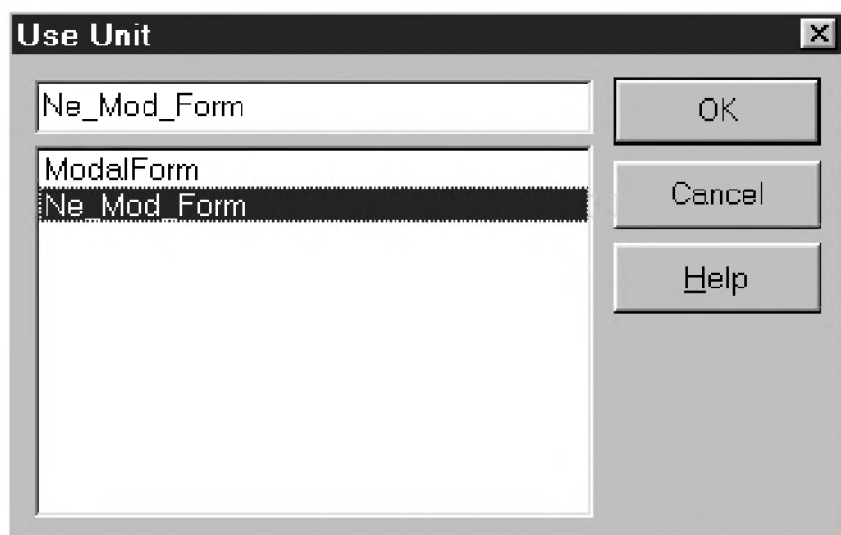 Use Unit
Ne_Mod_Form
OK
ModalForm
Ne_Mod_Form
Cancel
Help